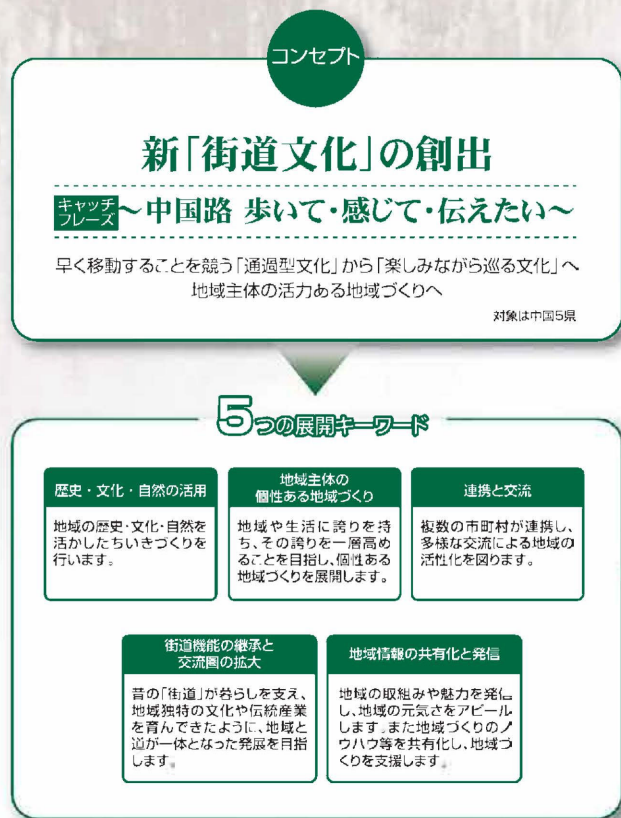 コンセプト
新「街道文化」の創出
キャッチ
フレーズ
～中国路 歩いて・感じて・伝えたい～
早く移動することを競う「通過型文化」から「楽しみながら巡る文化」へ
地域主体の活力ある地域づくりへ
対象は中国5県
5つの展開キーワード
歴史・文化・自然の活用
地域の歴史・文化・自然を
活かしたちいきづくりを
行います。
地域主体の
個性ある地域づくり
地域や生活に誇りを持
ち、その誇りを一層高め
ることを目指し、個性ある
地域づくりを展開します。
連携と交流
複数の市町村が連携し、
多様な交流による地域の
活性化を図ります。
街道機能の継承と
交流圏の拡大
昔の「街道」が暮らしを支え、
地域独特の文化や伝統産業
を育んできたように、地域と
道が一体となった発展を目指
します。
地域情報の共有化と発信
地域の取組みや魅力を発信
し、地域の元気さをアピール
します。また地域づくりのノ
ウハウ等を共有化し、地域づ
くりを支援します。